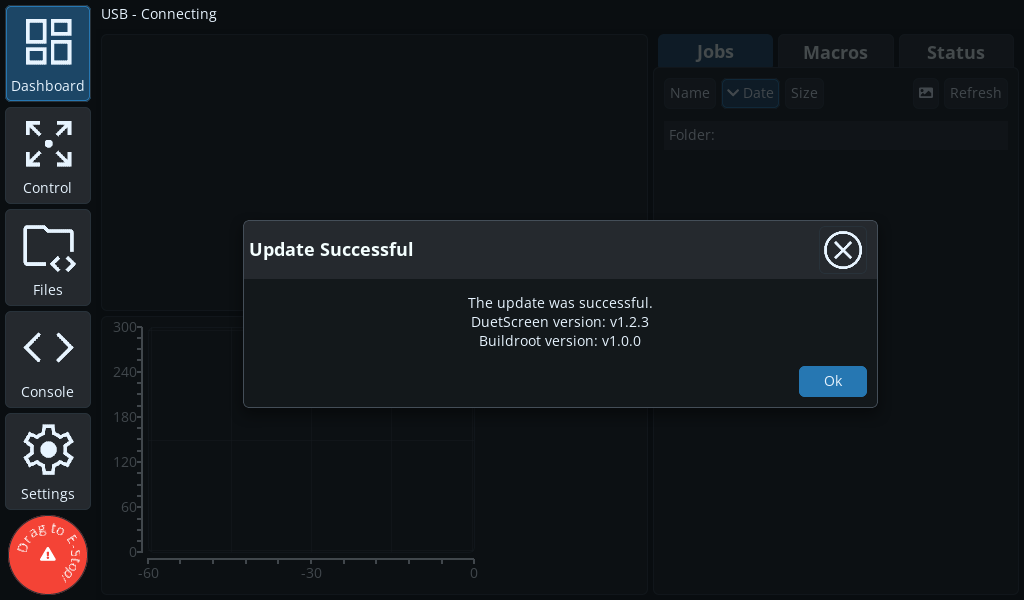 USB - Connecting
Dashboard
Control
Files
Console
Settings
Drag to E-Stop!
Jobs
Macros
Status
Name
Date
Size
Refresh
Folder:
Update Successful
The update was successful.
DuetScreen version: v1.2.3
Buildroot version: v1.0.0
Ok
300
240
180
120
60
0
-60
-30
0